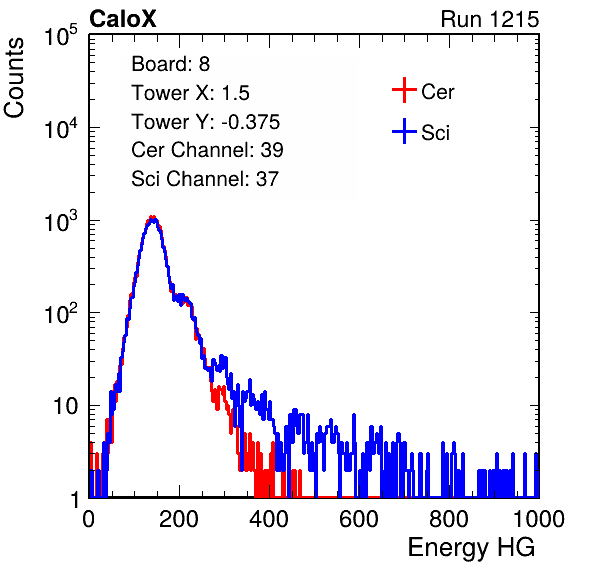 CaloX Run 1215
Counts
Board: 8
Tower X: 1.5
Tower Y: -0.375
Cer Channel: 39
Sci Channel: 37
Cer
Sci
10^5
10^4
10^3
10^2
10
1
0 200 400 600 800 1000
Energy HG